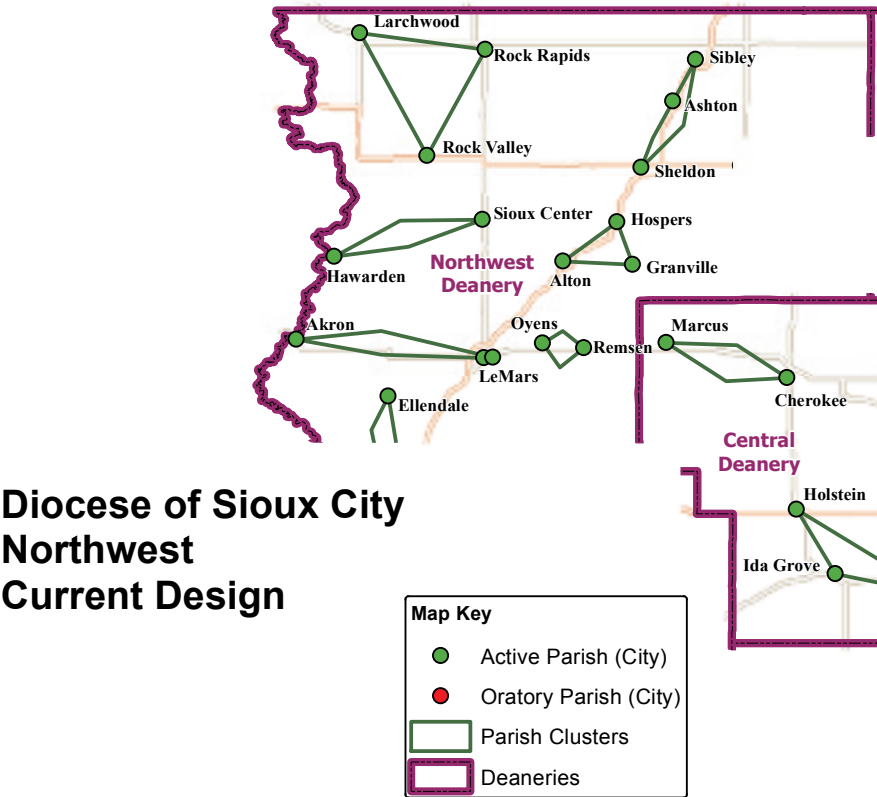 Larchwood
Rock Rapids
Sibley
Ashton
Rock Valley
Sheldon
Sioux Center
Hospers
Northwest
Deanery
Hawarden
Alton
Granville
Akron
Oyens
Remsen
Marcus
LeMars
Cherokee
Ellendale
Central
Deanery
Holstein
Ida Grove
Diocese of Sioux City
Northwest
Current Design
Map Key
Active Parish (City)
Oratory Parish (City)
Parish Clusters
Deaneries